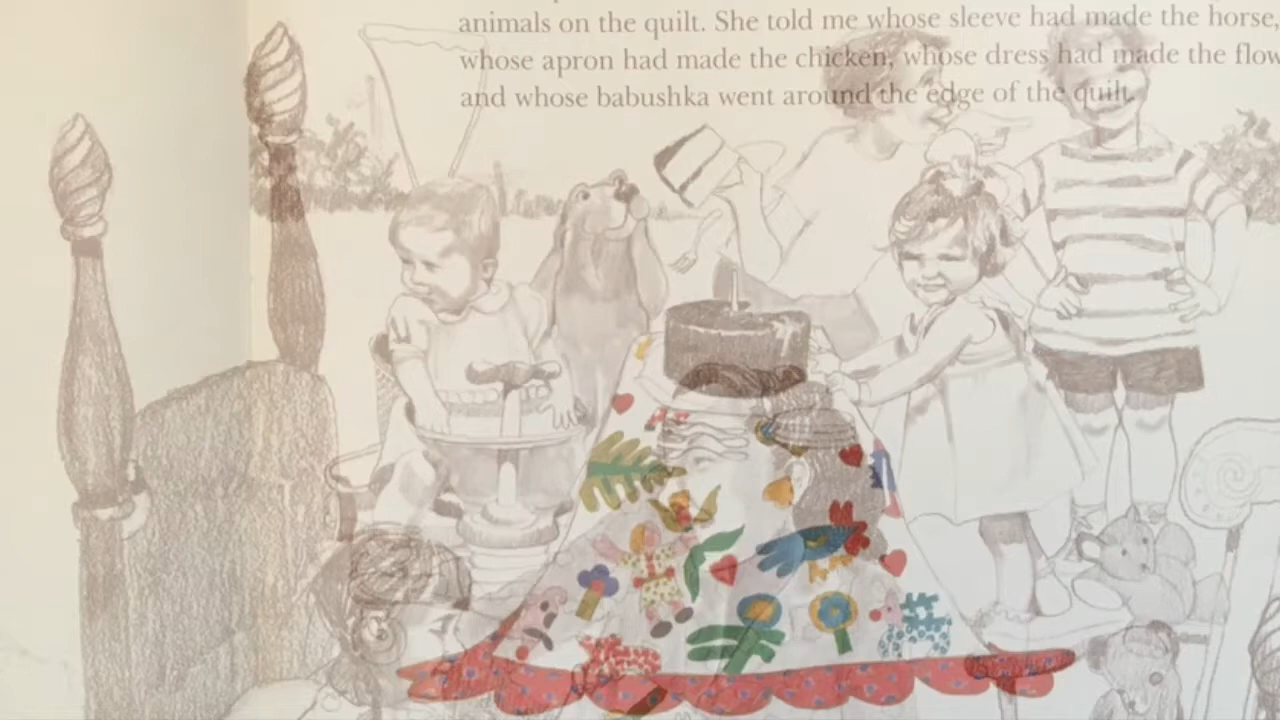 animals on the quilt. She told me whose sleeve had made the horse,
whose apron had made the chicken, whose dress had made the
and whose babushka went around the edge of the quilt.